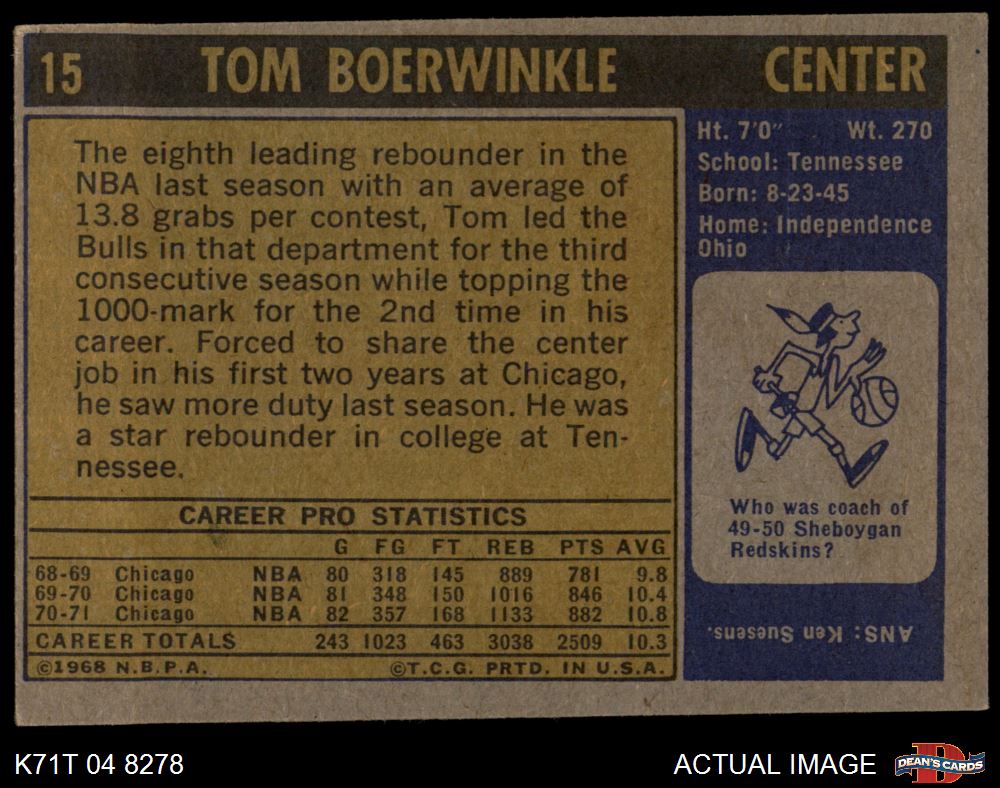 15 TOM BOERWINKLE CENTER
The eighth leading rebounder in the
NBA last season with an average of
13.8 grabs per contest, Tom led the
Bulls in that department for the third
consecutive season while topping the
1000-mark for the 2nd time in his
career. Forced to share the center
job in his first two years at Chicago,
he saw more duty last season. He was
a star rebounder in college at Ten-
nessee.
CAREER PRO STATISTICS
G FG FT REB PTS AVG
68-69 Chicago NBA 80 318 145 889 781 9.8
69-70 Chicago NBA 81 348 150 1016 846 10.4
70-71 Chicago NBA 82 357 168 1133 882 10.8
CAREER TOTALS 243 1023 463 3038 2509 10.3
©1968 N.B.P.A. ©T.C.G. PRTD. IN U.S.A.
Ht. 7'0" Wt. 270
School: Tennessee
Born: 8-23-45
Home: Independence
Ohio
Who was coach of
49-50 Sheboygan
Redskins?
ANS: Ken Suesens.
K71T 04 8278
ACTUAL IMAGE
D
DEAN'S CARDS